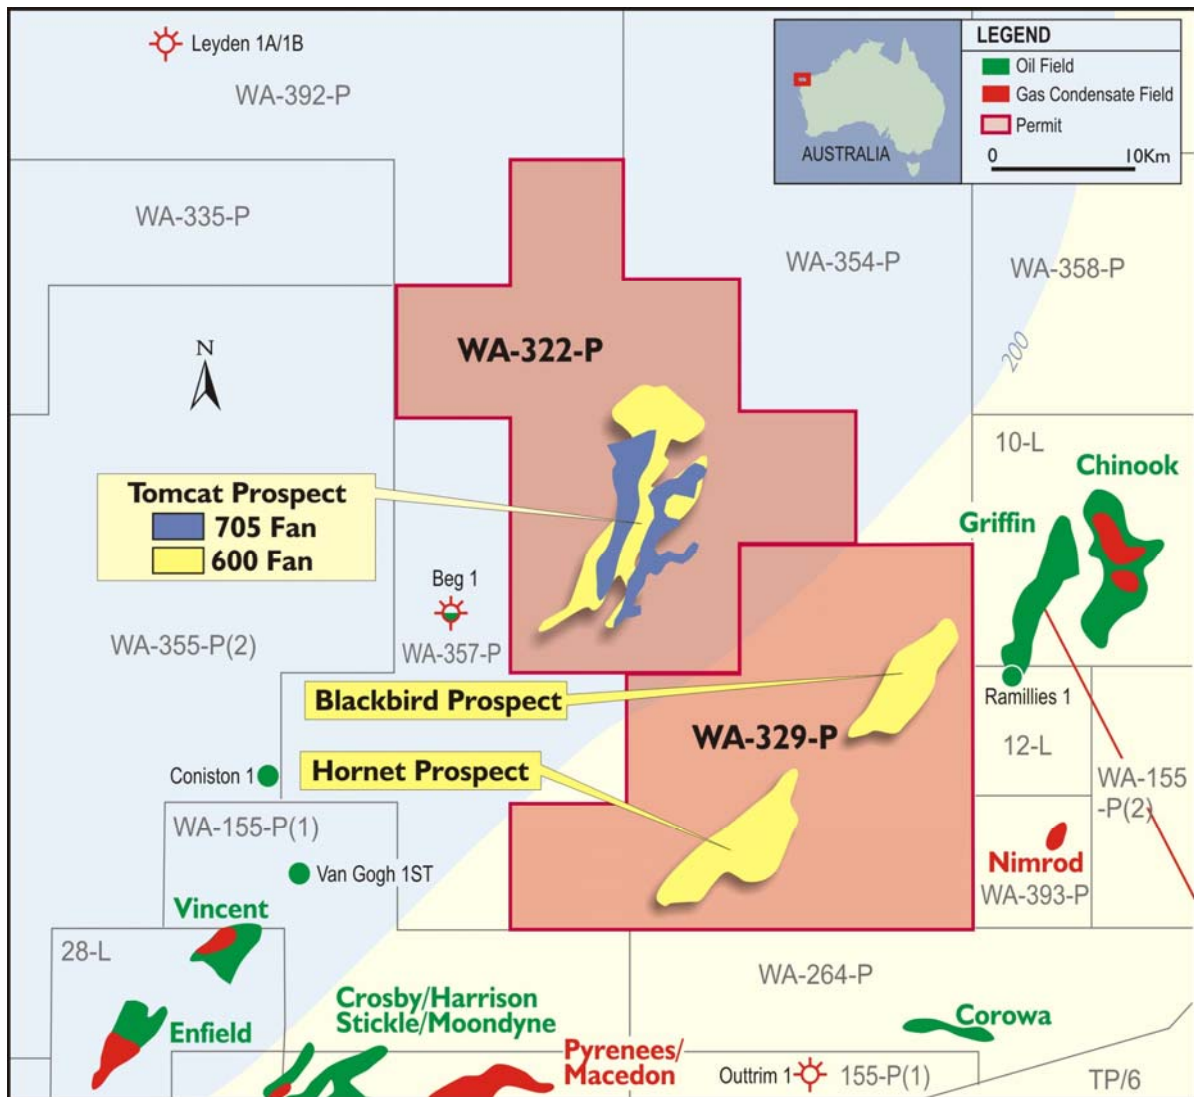 Leyden 1A/1B
WA-392-P
AUSTRALIA
LEGEND
Oil Field
Gas Condensate Field
Permit
0 10Km
WA-335-P
WA-354-P
WA-358-P
N
WA-322-P
200
10-L
Chinook
Griffin
Tomcat Prospect
705 Fan
600 Fan
Beg 1
WA-355-P(2)
WA-357-P
Blackbird Prospect
Ramillies 1
WA-329-P
12-L
Hornet Prospect
Coniston 1
WA-155
-P(2)
WA-155-P(1)
Nimrod
WA-393-P
Van Gogh 1ST
Vincent
28-L
WA-264-P
Crosby/Harrison
Stickle/Moondyne
Enfield
Corowa
Pyrenees/
Macedon
Outtrim 1
155-P(1)
TP/6